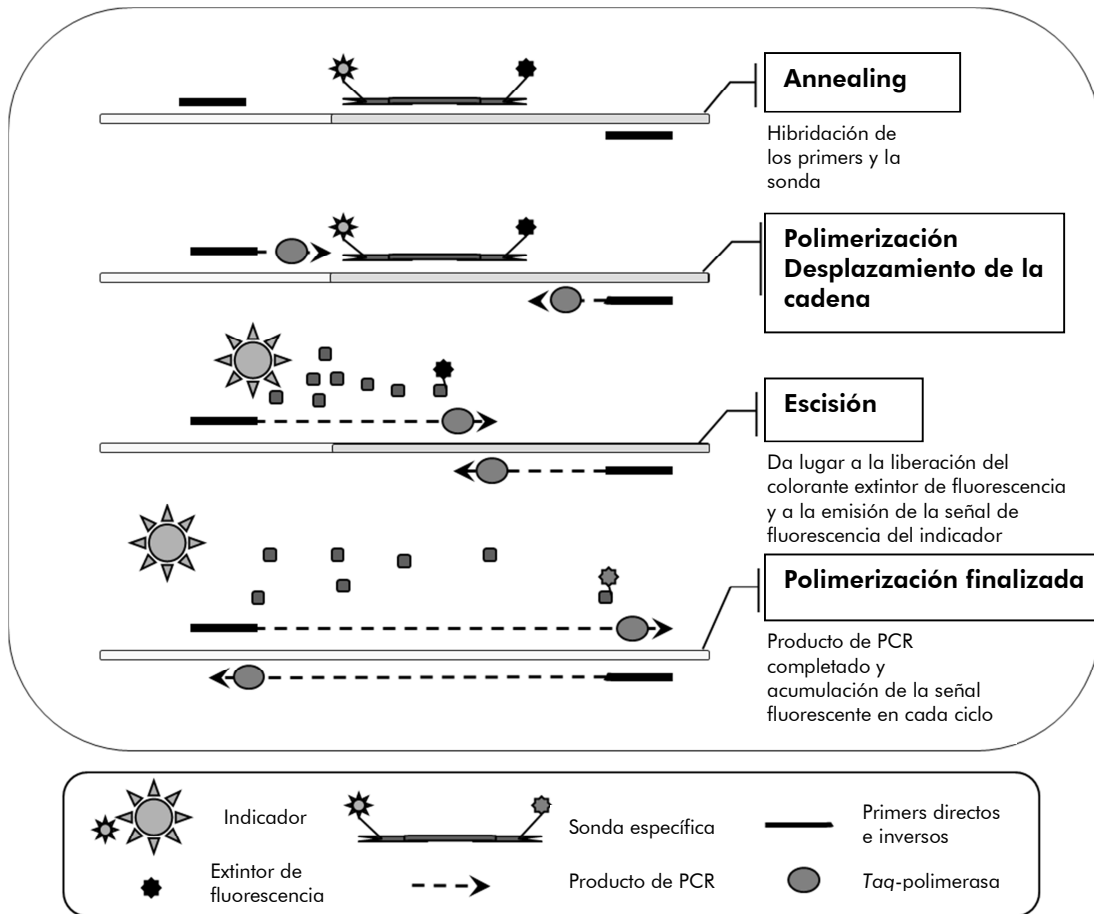 Annealing
Hibridación de
los primers y la
sonda
Polimerización
Desplazamiento de la
cadena
Escisión
Da lugar a la liberación del
colorante extintor de fluorescencia
y a la emisión de la señal de
fluorescencia del indicador
Polimerización finalizada
Producto de PCR
completado y
acumulación de la señal
fluorescente en cada ciclo
Indicador
Sonda específica
Primers directos
e inversos
Extintor de
fluorescencia
Producto de PCR
Taq-polimerasa